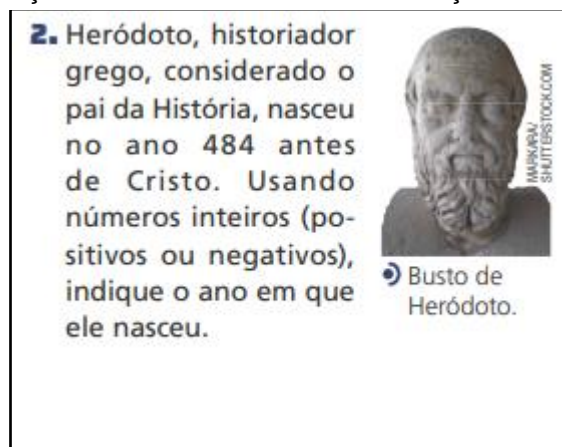 2. Heródoto, historiador
grego, considerado o
pai da História, nasceu
no ano 484 antes
de Cristo. Usando
números inteiros (po-
sitivos ou negativos),
indique o ano em que
ele nasceu.
MARKARA/
SHUTTERSTOCK.COM
Busto de
Heródoto.